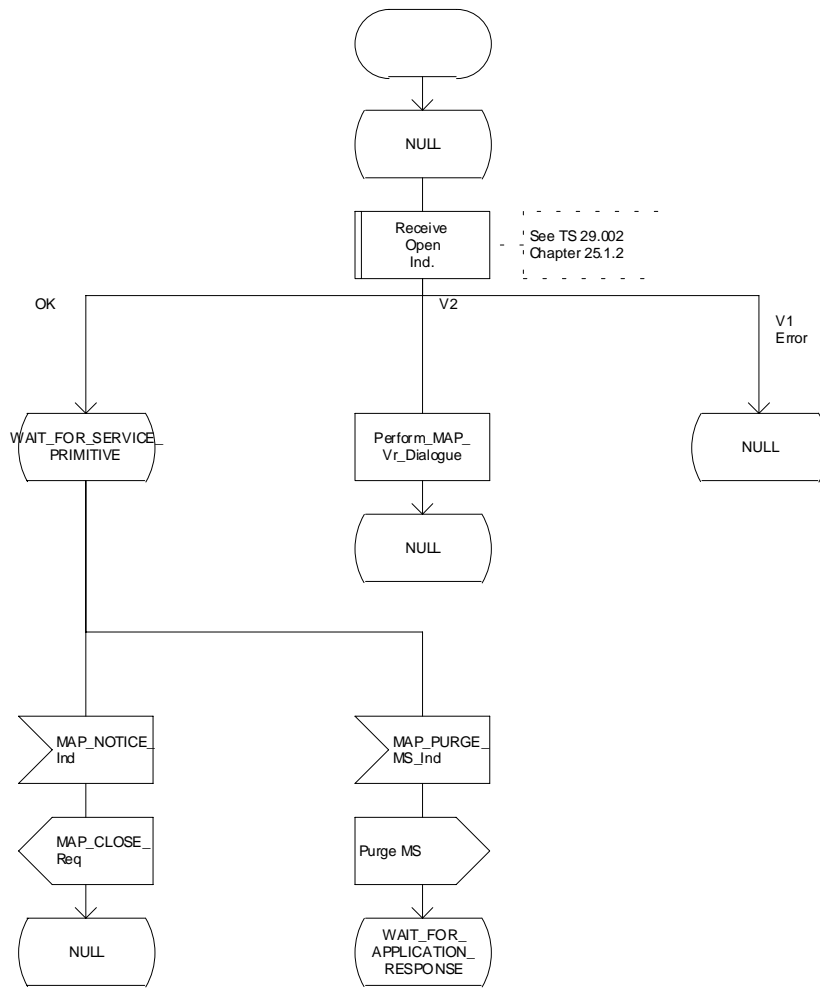 NULL
Receive
Open
Ind.
See TS 29.002
Chapter 25.1.2
OK
V2
V1
Error
WAIT_FOR_SERVICE_
PRIMITIVE
Perform_MAP_
Vr_Dialogue
NULL
NULL
MAP_NOTICE_
Ind
MAP_PURGE_
MS_Ind
MAP_CLOSE_
Req
Purge MS
NULL
WAIT_FOR_
APPLICATION_
RESPONSE